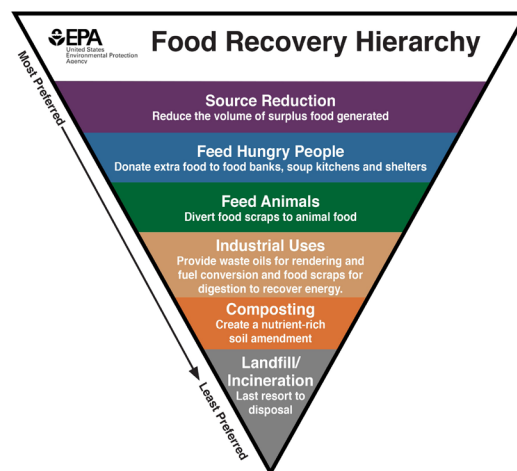 EPA
United States
Environmental Protection
Agency
Food Recovery Hierarchy
Most Preferred
Source Reduction
Reduce the volume of surplus food generated
Feed Hungry People
Donate extra food to food banks, soup kitchens and shelters
Feed Animals
Divert food scraps to animal food
Industrial Uses
Provide waste oils for rendering and
fuel conversion and food scraps for
digestion to recover energy.
Composting
Create a nutrient-rich
soil amendment
Landfill/
Incineration
Last resort to
disposal
Least Preferred